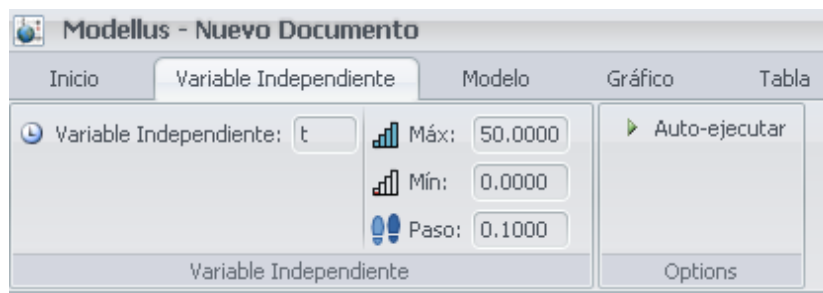 Modellus - Nuevo Documento
Inicio Variable Independiente Modelo Gráfico Tabla
Variable Independiente: t Máx: 50.0000 Auto-ejecutar
Mín: 0.0000
Paso: 0.1000
Variable Independiente Options